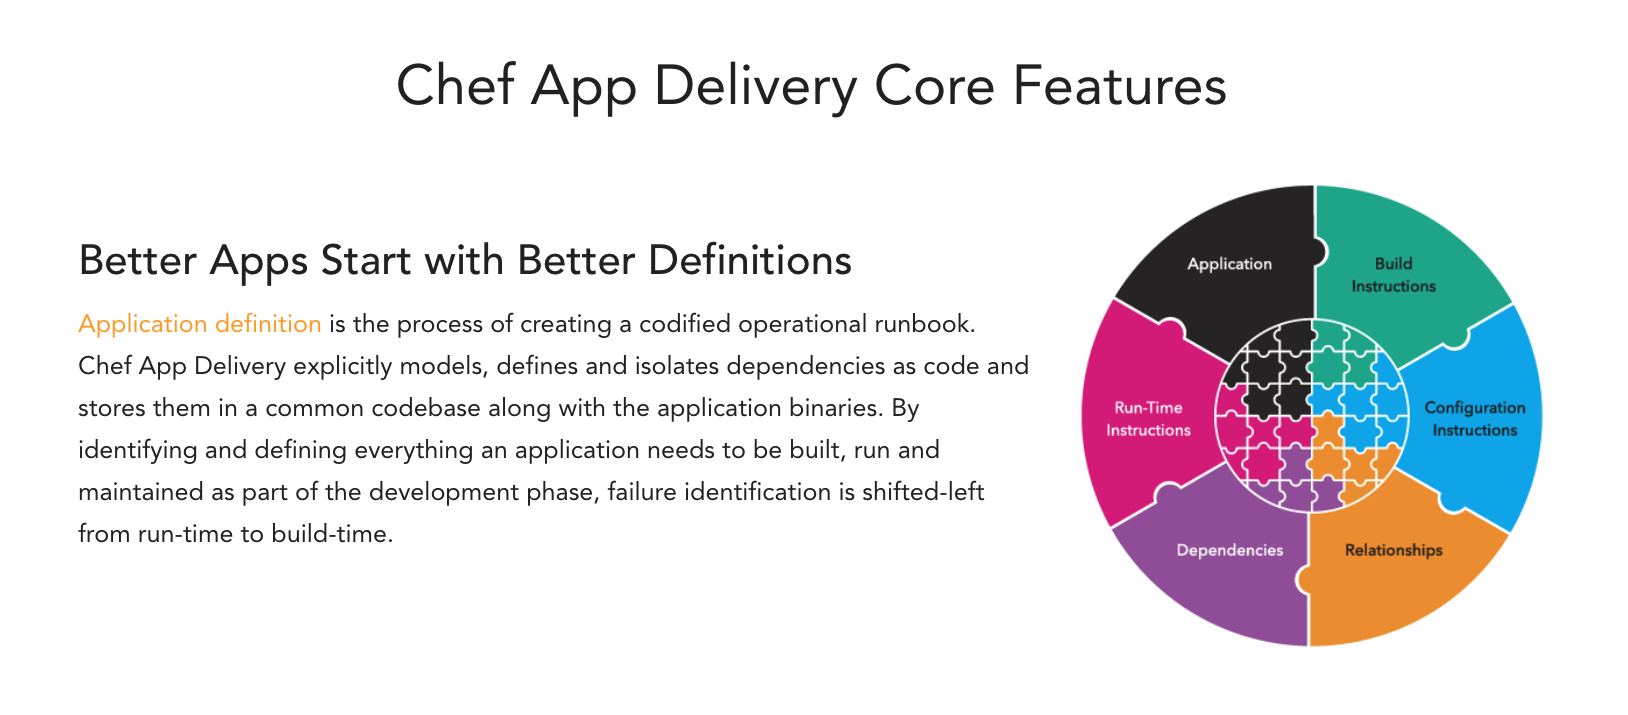 Chef App Delivery Core Features
Better Apps Start with Better Definitions
Application definition is the process of creating a codified operational runbook.
Chef App Delivery explicitly models, defines and isolates dependencies as code and
stores them in a common codebase along with the application binaries. By
identifying and defining everything an application needs to be built, run and
maintained as part of the development phase, failure identification is shifted-left
from run-time to build-time.
Application
Build
Instructions
Run-Time
Instructions
Configuration
Instructions
Dependencies
Relationships